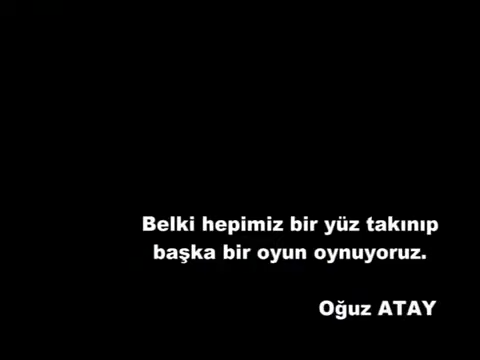 Belki hepimiz bir yüz takınıp
başka bir oyun oynuyoruz.
Oğuz ATAY